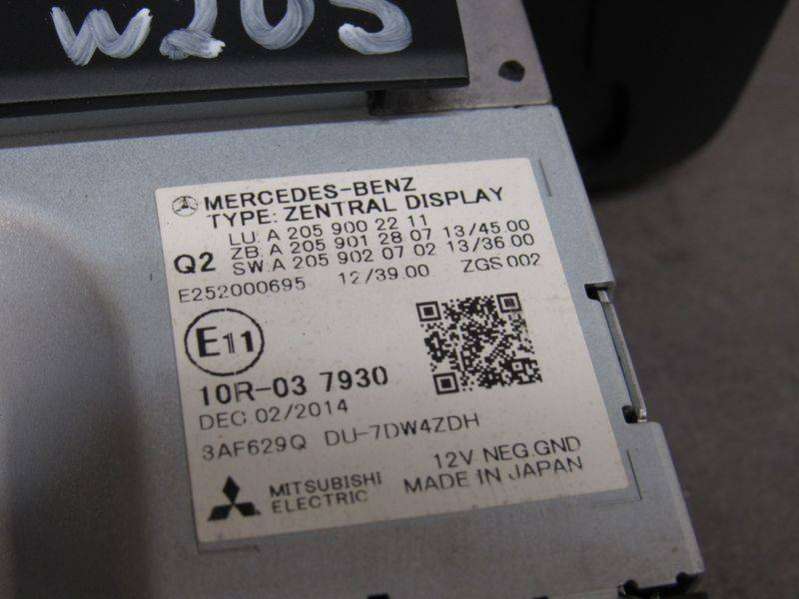 W205
MERCEDES-BENZ
TYPE: ZENTRAL DISPLAY
LU: A 205 900 22 11
Q2 ZB: A 205 901 28 07 13/45.00
SW: A 205 902 07 02 13/36.00
E252000695 12/39.00 ZGS 002
E11
10R-03 7930
DEC 02/2014
3AF629Q DU-7DW4ZDH
12V NEG.GND
MITSUBISHI ELECTRIC MADE IN JAPAN